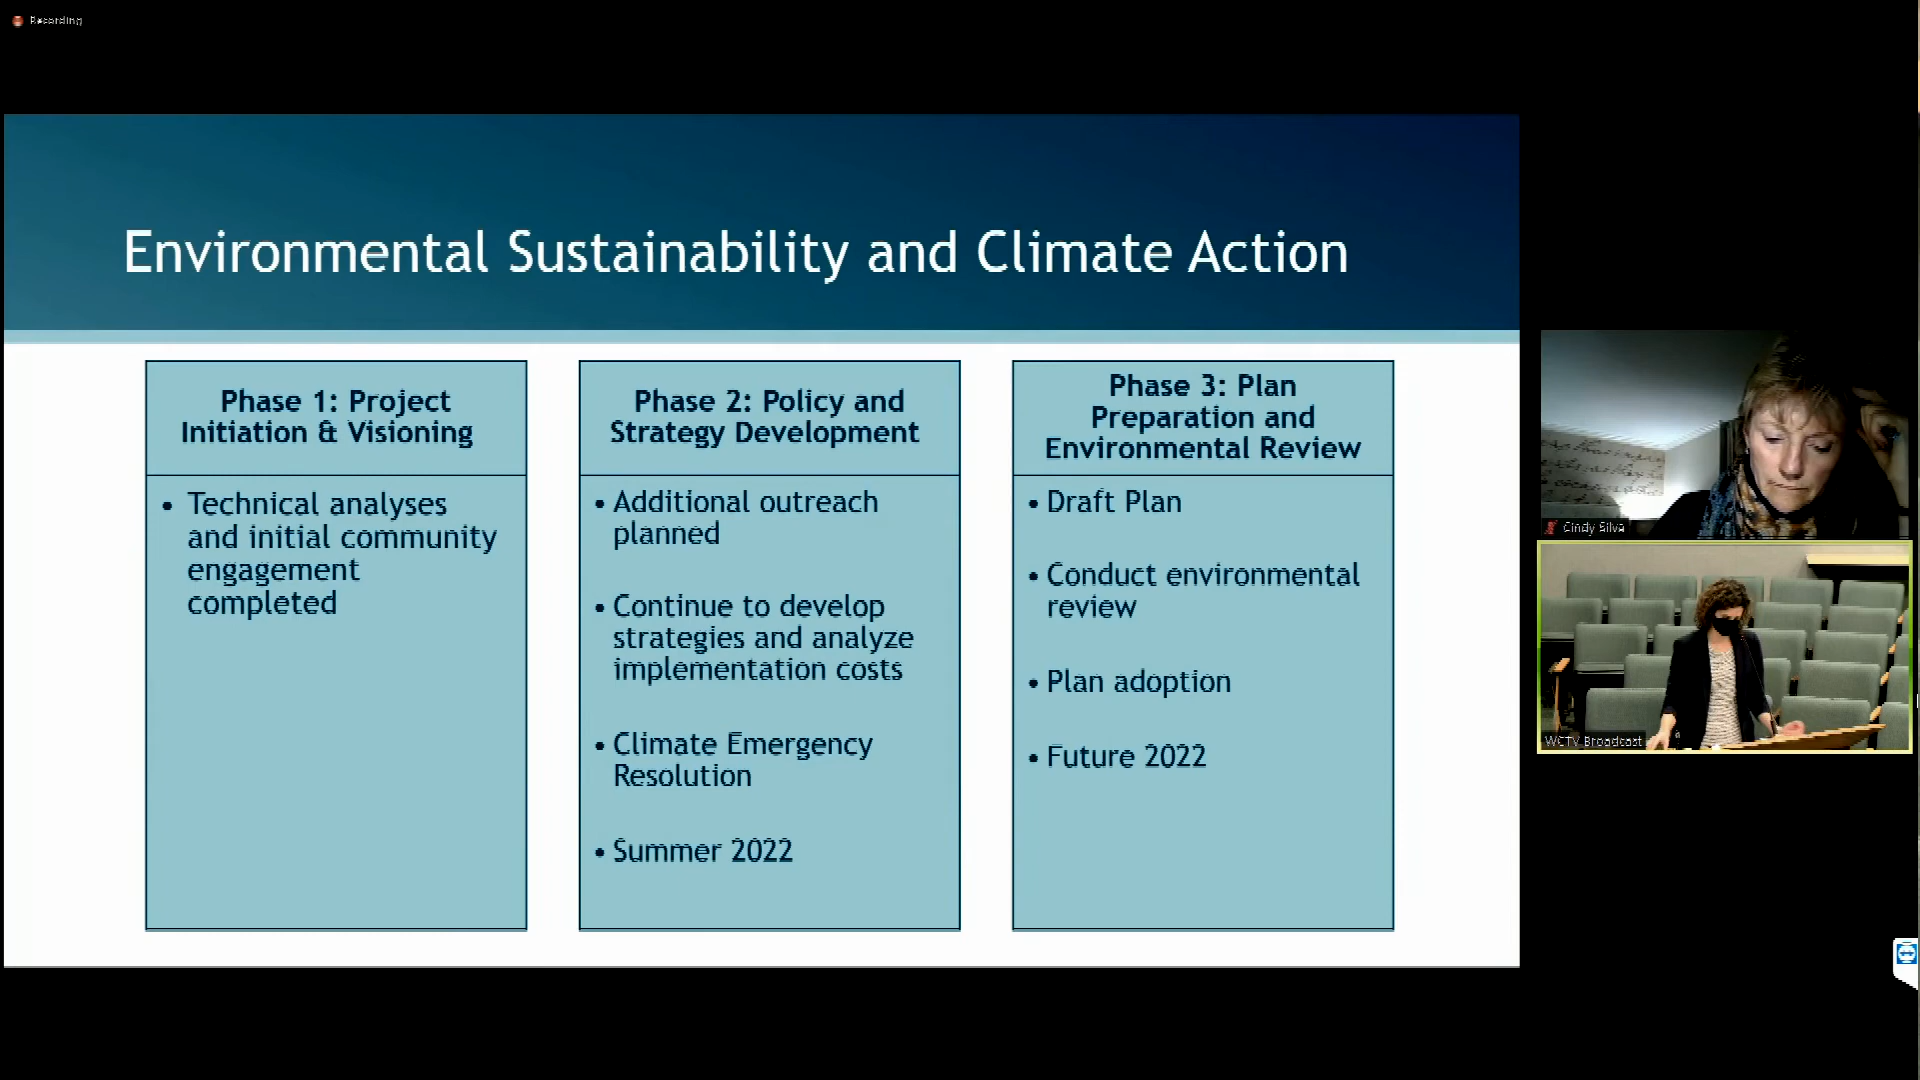 Recording
Environmental Sustainability and Climate Action
Phase 1: Project
Initiation & Visioning
• Technical analyses
and initial community
engagement
completed
Phase 2: Policy and
Strategy Development
• Additional outreach
planned
• Continue to develop
strategies and analyze
implementation costs
• Climate Emergency
Resolution
• Summer 2022
Phase 3: Plan
Preparation and
Environmental Review
• Draft Plan
• Conduct environmental
review
• Plan adoption
• Future 2022
Cindy Silva
WCTV Broadcast